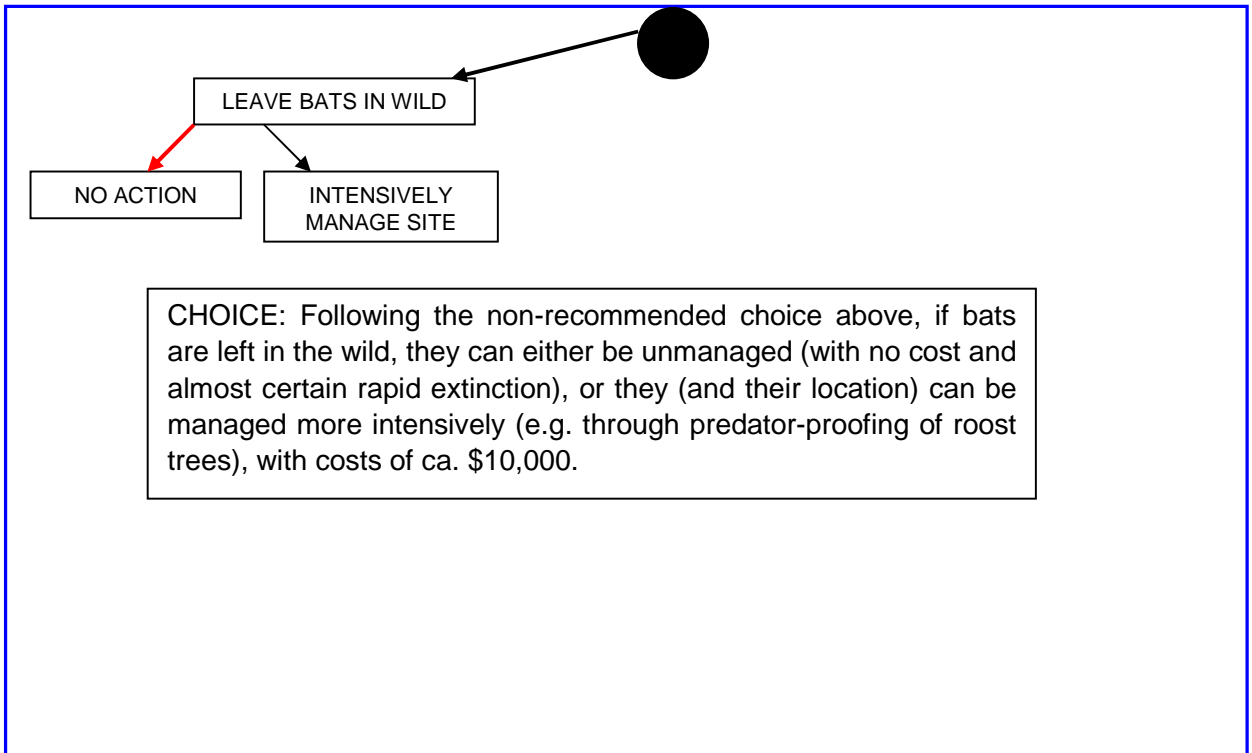 LEAVE BATS IN WILD
NO ACTION
INTENSIVELY
MANAGE SITE
CHOICE: Following the non-recommended choice above, if bats
are left in the wild, they can either be unmanaged (with no cost and
almost certain rapid extinction), or they (and their location) can be
managed more intensively (e.g. through predator-proofing of roost
trees), with costs of ca. $10,000.